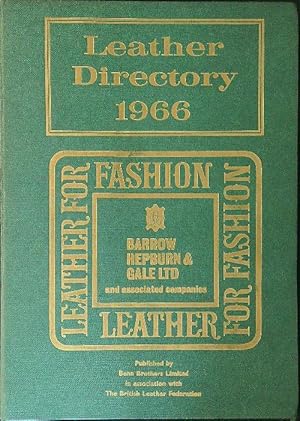 Leather
Directory
1966
LEATHER FOR FASHION
LEATHER FOR FASHION
BARROW
HEPBURN &
GALE LTD
and associated companies
Published by
Benn Brothers Limited
in association with
The British Leather Federation